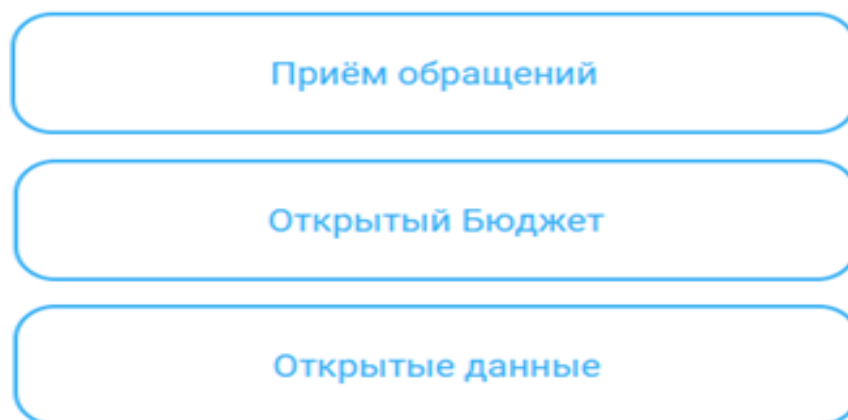 Приём обращений
Открытый Бюджет
Открытые данные